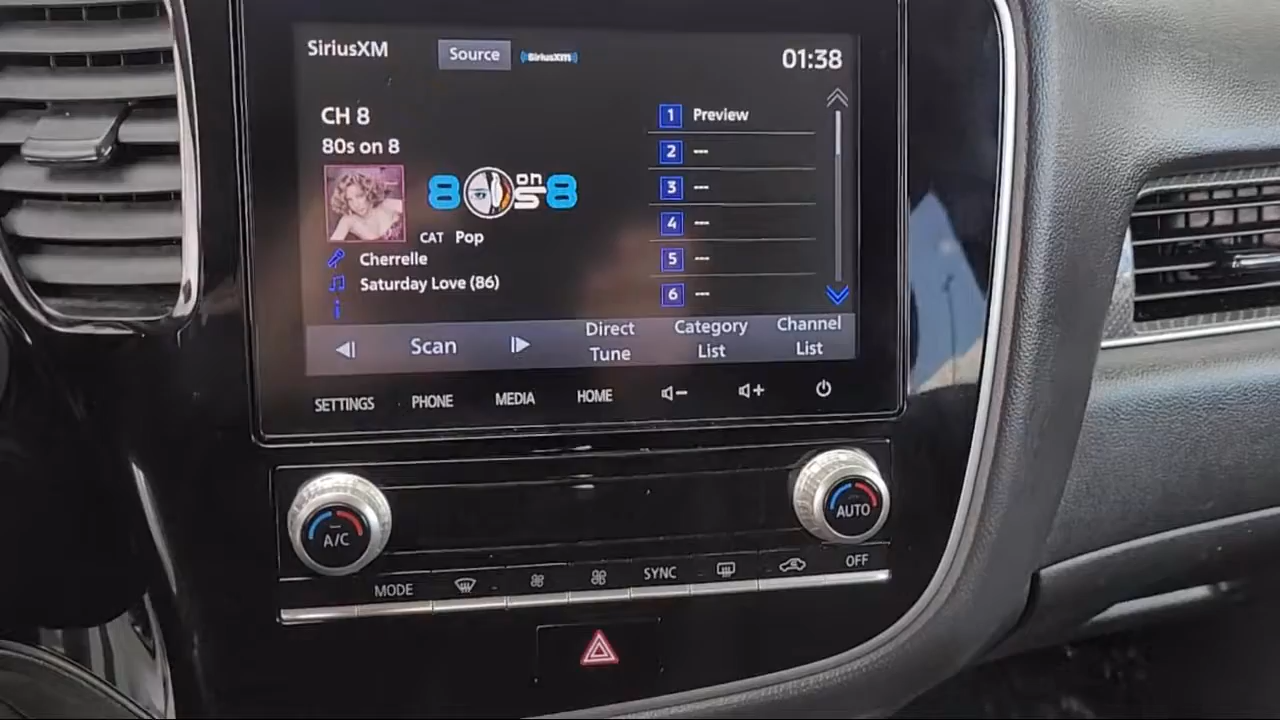 SiriusXM
Source
SiriusXM
01:38
CH 8
80s on 8
80s on 8
CAT Pop
Cherrelle
Saturday Love (86)
1 Preview
2 ---
3 ---
4 ---
5 ---
6 ---
Scan
Direct Tune
Category List
Channel List
SETTINGS
PHONE
MEDIA
HOME
A/C
AUTO
MODE
SYNC
OFF